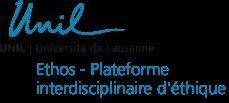 Unil
UNIL | Université de Lausanne
Ethos - Plateforme
interdisciplinaire d'éthique